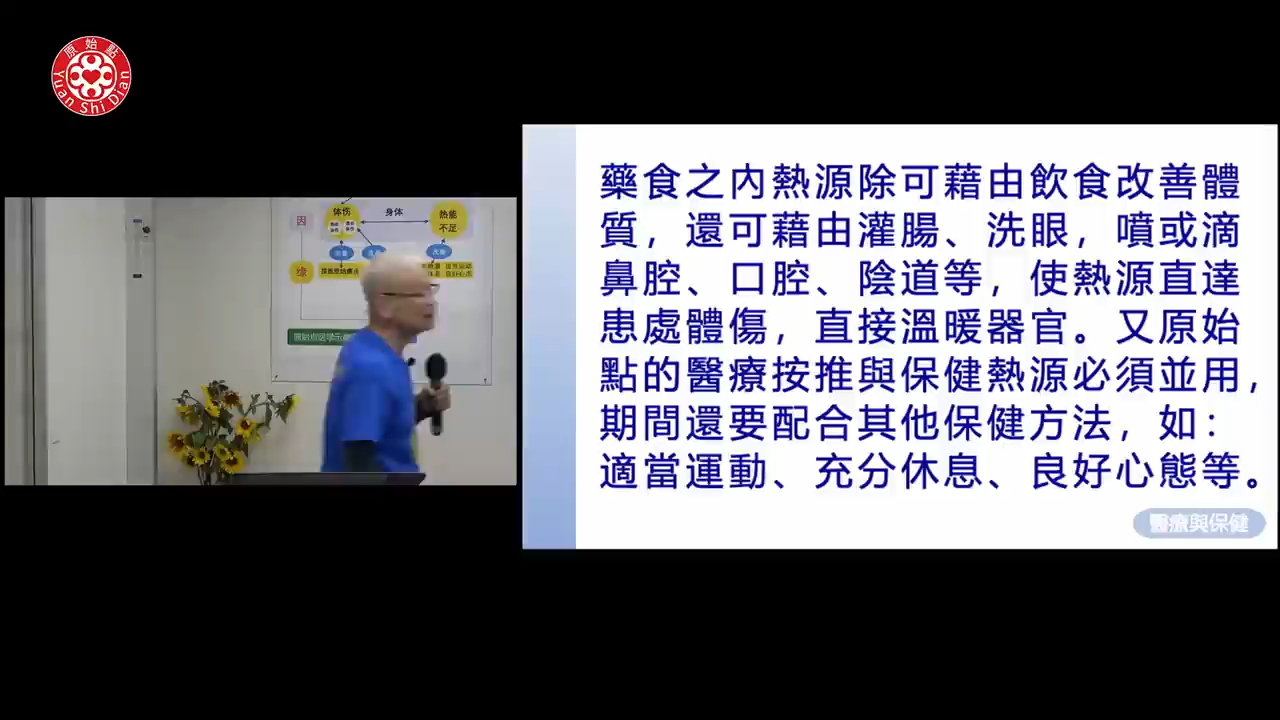 原始點
Yuan Shi Dian
因
体伤
身体
热能
不足
缘
藥食之內熱源除可藉由飲食改善體
質，還可藉由灌腸、洗眼，噴或滴
鼻腔、口腔、陰道等，使熱源直達
患處體傷，直接溫暖器官。又原始
點的醫療按推與保健熱源必須並用，
期間還要配合其他保健方法，如：
適當運動、充分休息、良好心態等。
醫療與保健